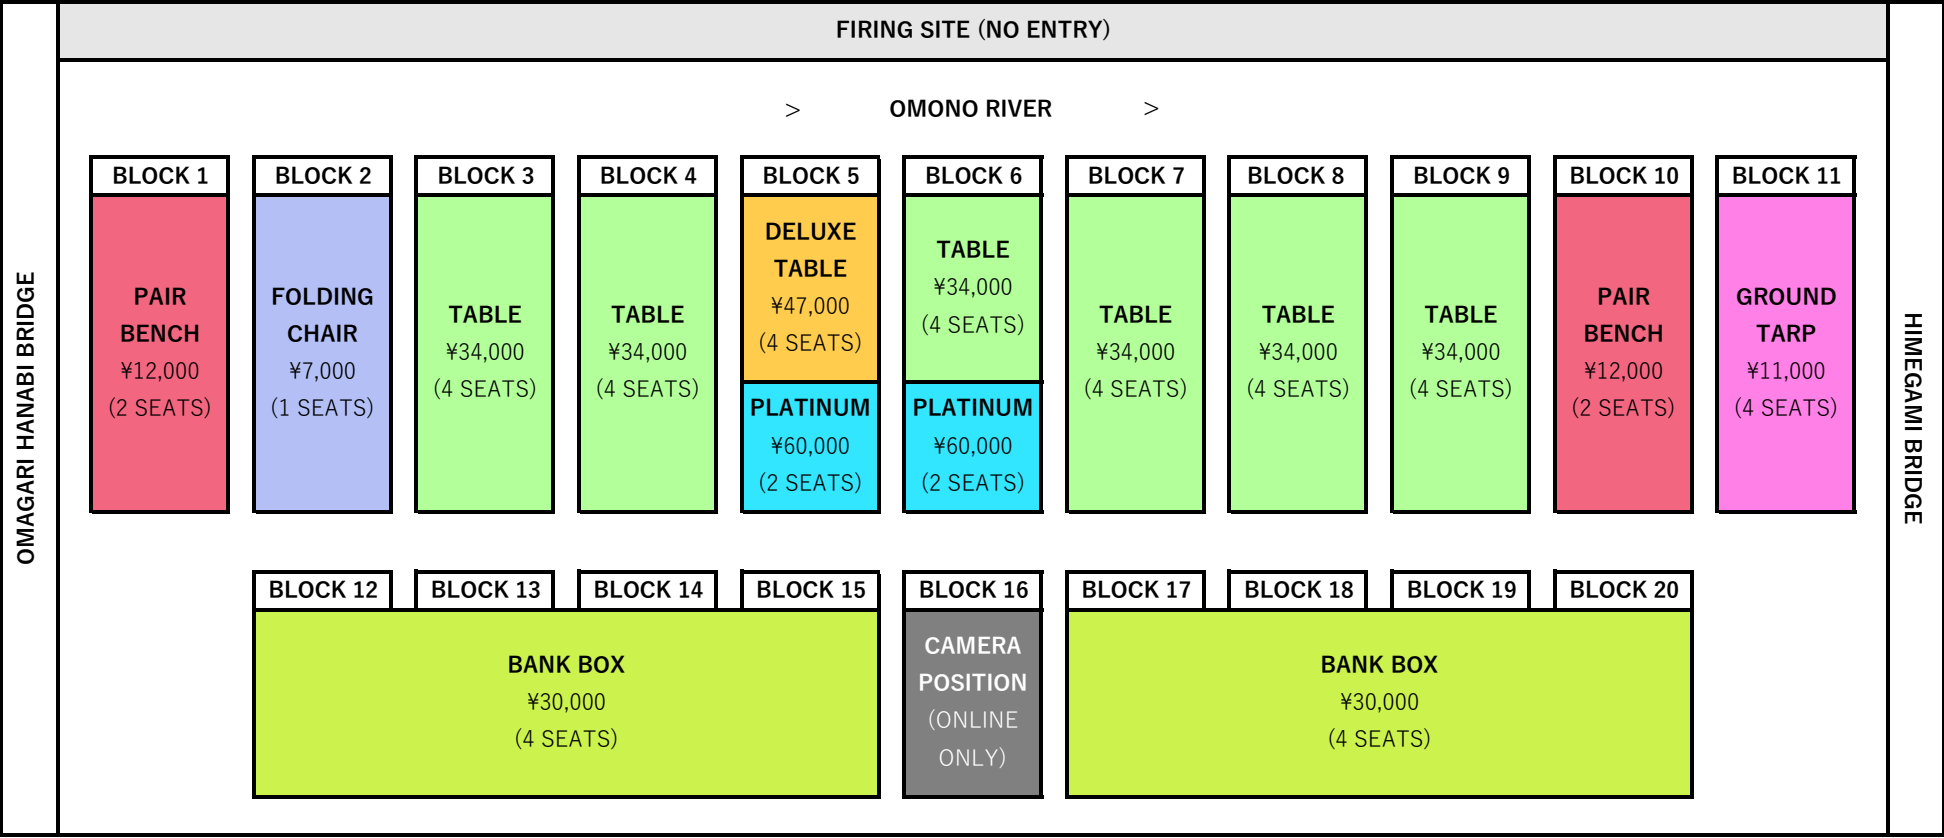 FIRING SITE (NO ENTRY)
> OMONO RIVER >
OMAGARI HANABI BRIDGE
HIMEGAMI BRIDGE
BLOCK 1
PAIR
BENCH
¥12,000
(2 SEATS)
BLOCK 2
FOLDING
CHAIR
¥7,000
(1 SEATS)
BLOCK 3
TABLE
¥34,000
(4 SEATS)
BLOCK 4
TABLE
¥34,000
(4 SEATS)
BLOCK 5
DELUXE
TABLE
¥47,000
(4 SEATS)
PLATINUM
¥60,000
(2 SEATS)
BLOCK 6
TABLE
¥34,000
(4 SEATS)
PLATINUM
¥60,000
(2 SEATS)
BLOCK 7
TABLE
¥34,000
(4 SEATS)
BLOCK 8
TABLE
¥34,000
(4 SEATS)
BLOCK 9
TABLE
¥34,000
(4 SEATS)
BLOCK 10
PAIR
BENCH
¥12,000
(2 SEATS)
BLOCK 11
GROUND
TARP
¥11,000
(4 SEATS)
BLOCK 12
BLOCK 13
BLOCK 14
BLOCK 15
BANK BOX
¥30,000
(4 SEATS)
BLOCK 16
CAMERA
POSITION
(ONLINE
ONLY)
BLOCK 17
BLOCK 18
BLOCK 19
BLOCK 20
BANK BOX
¥30,000
(4 SEATS)